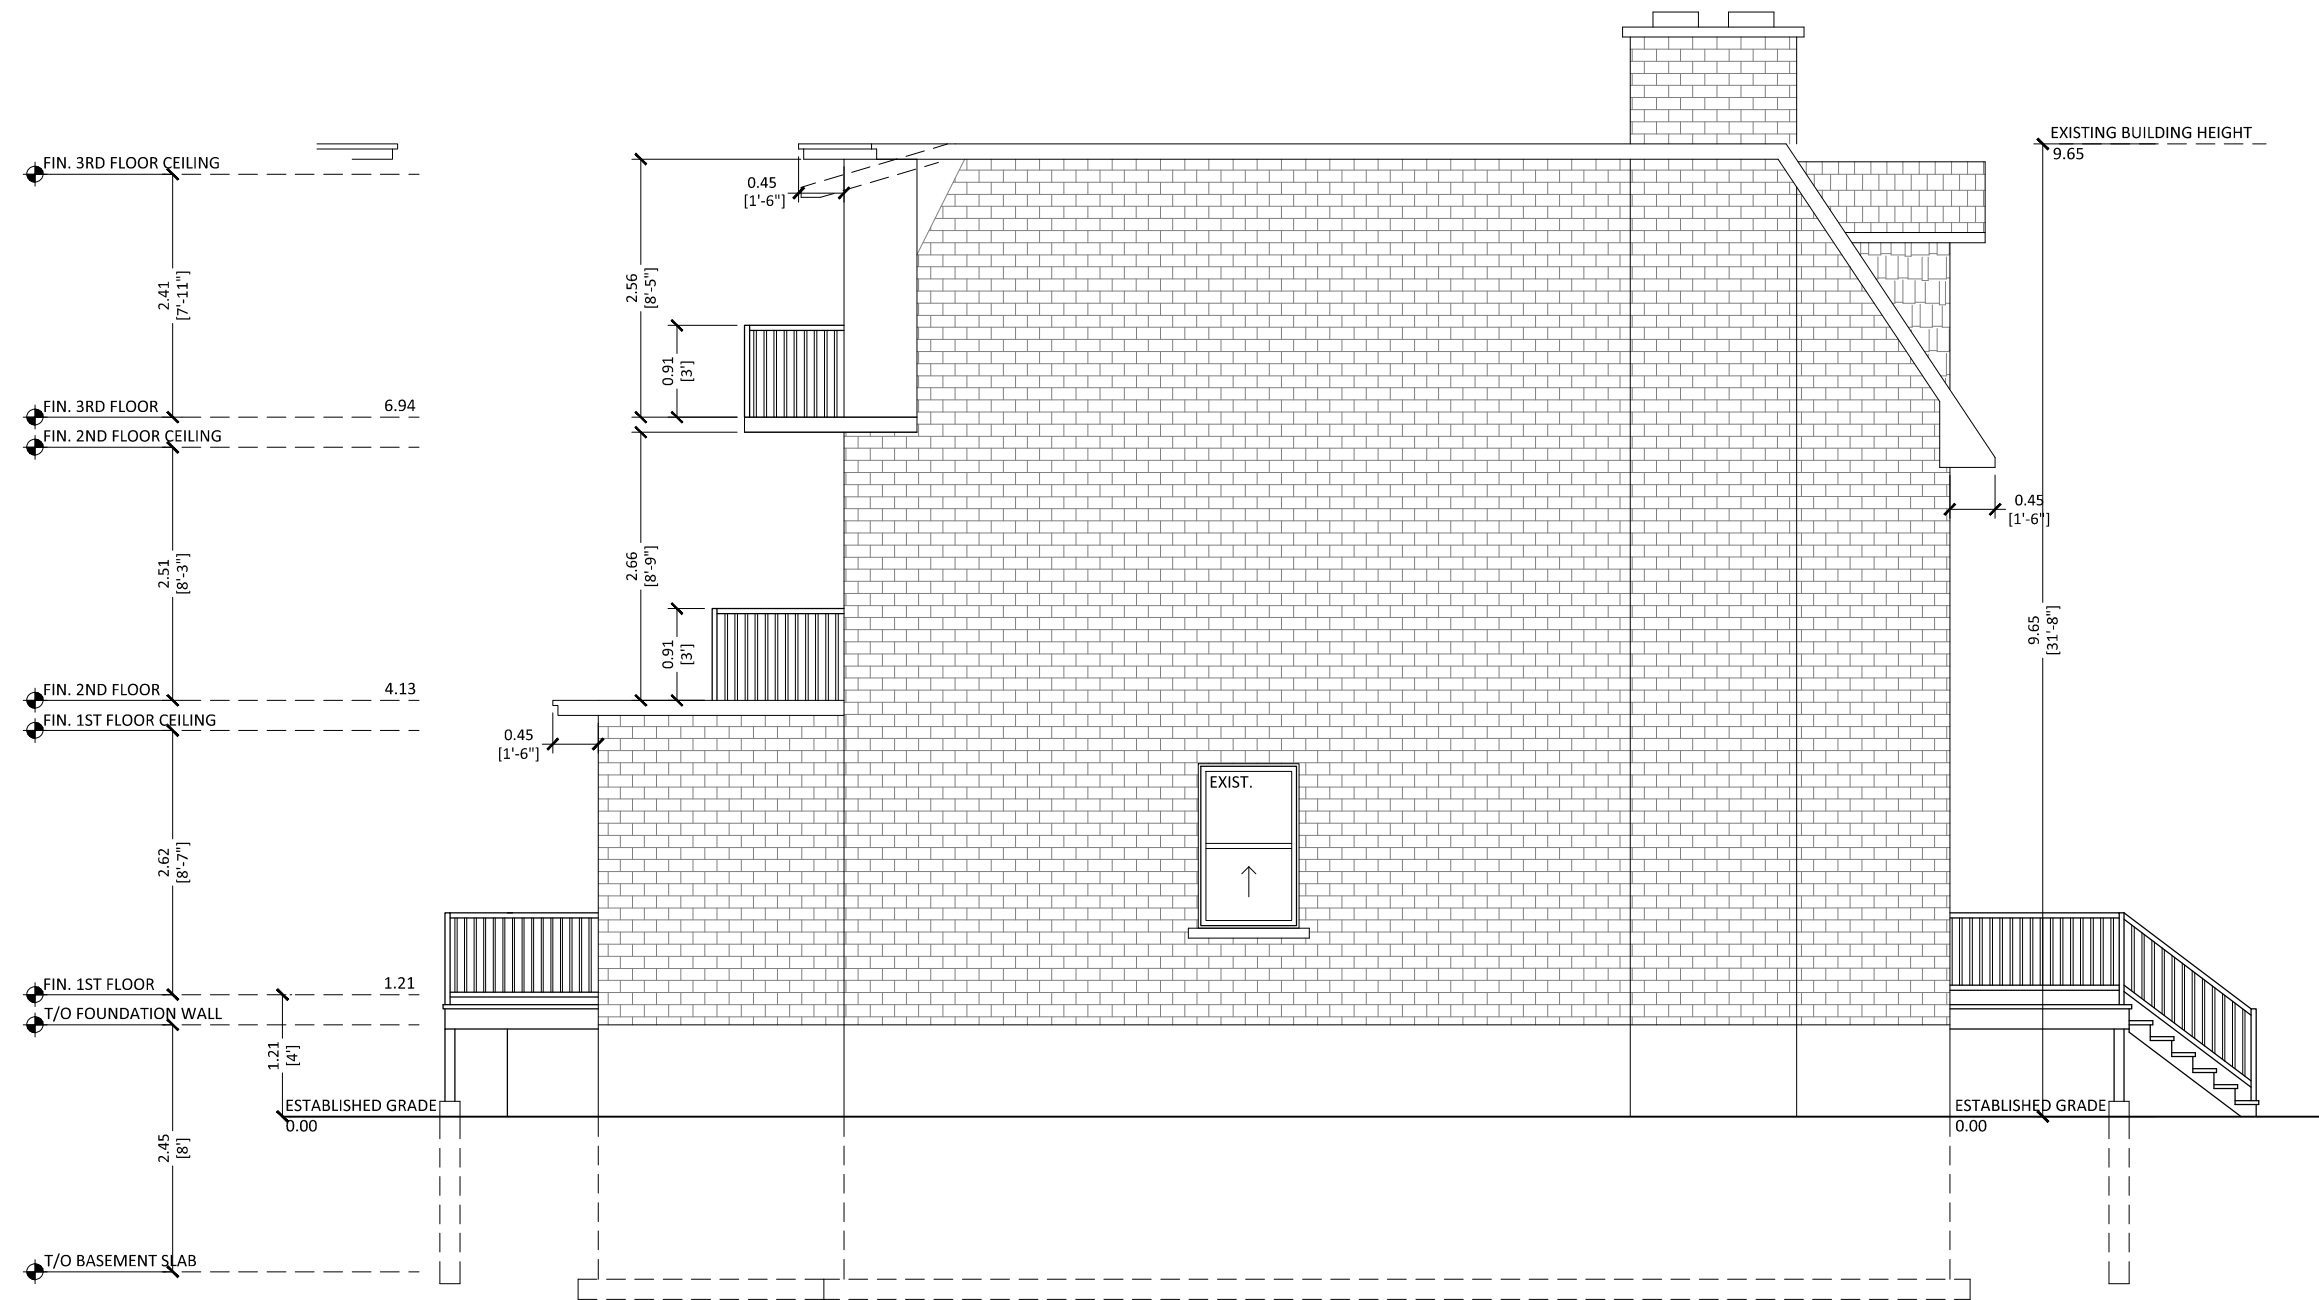 EXISTING BUILDING HEIGHT
9.65
FIN. 3RD FLOOR CEILING
0.45
[1'-6"]
2.41
[7'-11"]
2.56
[8'-5"]
0.91
[3']
FIN. 3RD FLOOR
6.94
FIN. 2ND FLOOR CEILING
0.45
[1'-6"]
2.51
[8'-3"]
2.66
[8'-9"]
9.65
[31'-8"]
0.91
[3']
FIN. 2ND FLOOR
4.13
FIN. 1ST FLOOR CEILING
0.45
[1'-6"]
EXIST.
2.62
[8'-7"]
FIN. 1ST FLOOR
1.21
T/O FOUNDATION WALL
1.21
[4']
ESTABLISHED GRADE
0.00
ESTABLISHED GRADE
0.00
2.45
[8']
T/O BASEMENT SLAB